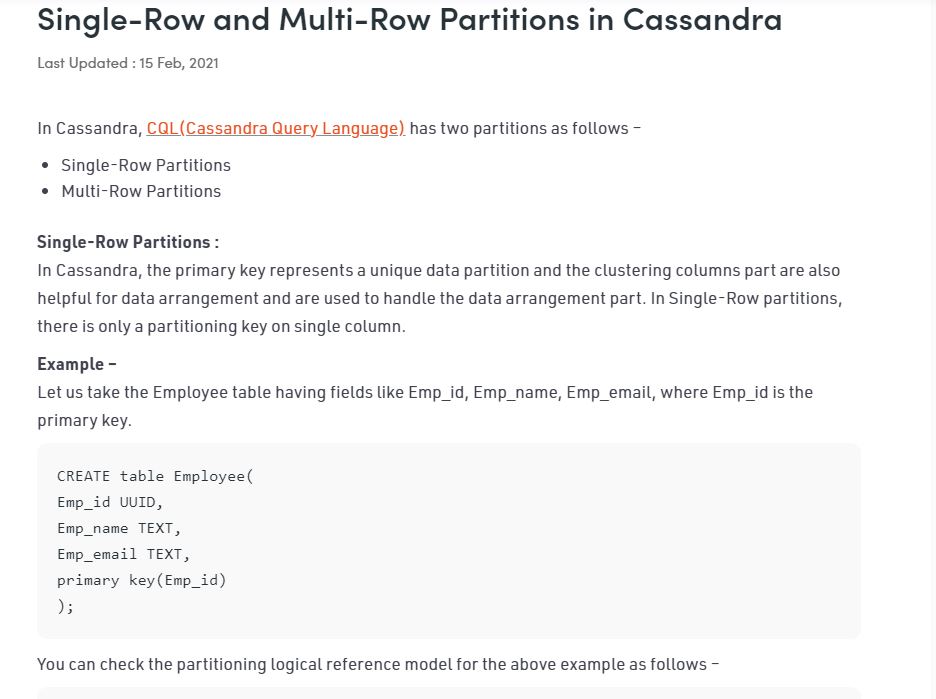 Single-Row and Multi-Row Partitions in Cassandra
Last Updated : 15 Feb, 2021
In Cassandra, CQL(Cassandra Query Language) has two partitions as follows –
• Single-Row Partitions
• Multi-Row Partitions
Single-Row Partitions :
In Cassandra, the primary key represents a unique data partition and the clustering columns part are also
helpful for data arrangement and are used to handle the data arrangement part. In Single-Row partitions,
there is only a partitioning key on single column.
Example –
Let us take the Employee table having fields like Emp_id, Emp_name, Emp_email, where Emp_id is the
primary key.
CREATE table Employee(
Emp_id UUID,
Emp_name TEXT,
Emp_email TEXT,
primary key(Emp_id)
);
You can check the partitioning logical reference model for the above example as follows –